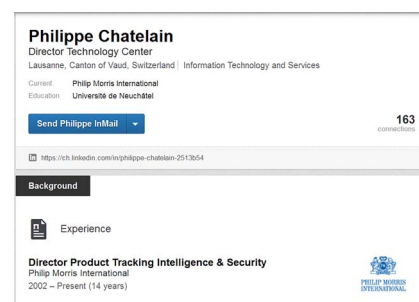 Philippe Chatelain
Director Technology Center
Lausanne, Canton of Vaud, Switzerland | Information Technology and Services
Current Philip Morris International
Education Université de Neuchâtel
Send Philippe InMail
163
connections
in https://ch.linkedin.com/in/philippe-chatelain-2513b54
Background
Experience
Director Product Tracking Intelligence & Security
Philip Morris International
2002 – Present (14 years)
PHILIP MORRIS
INTERNATIONAL